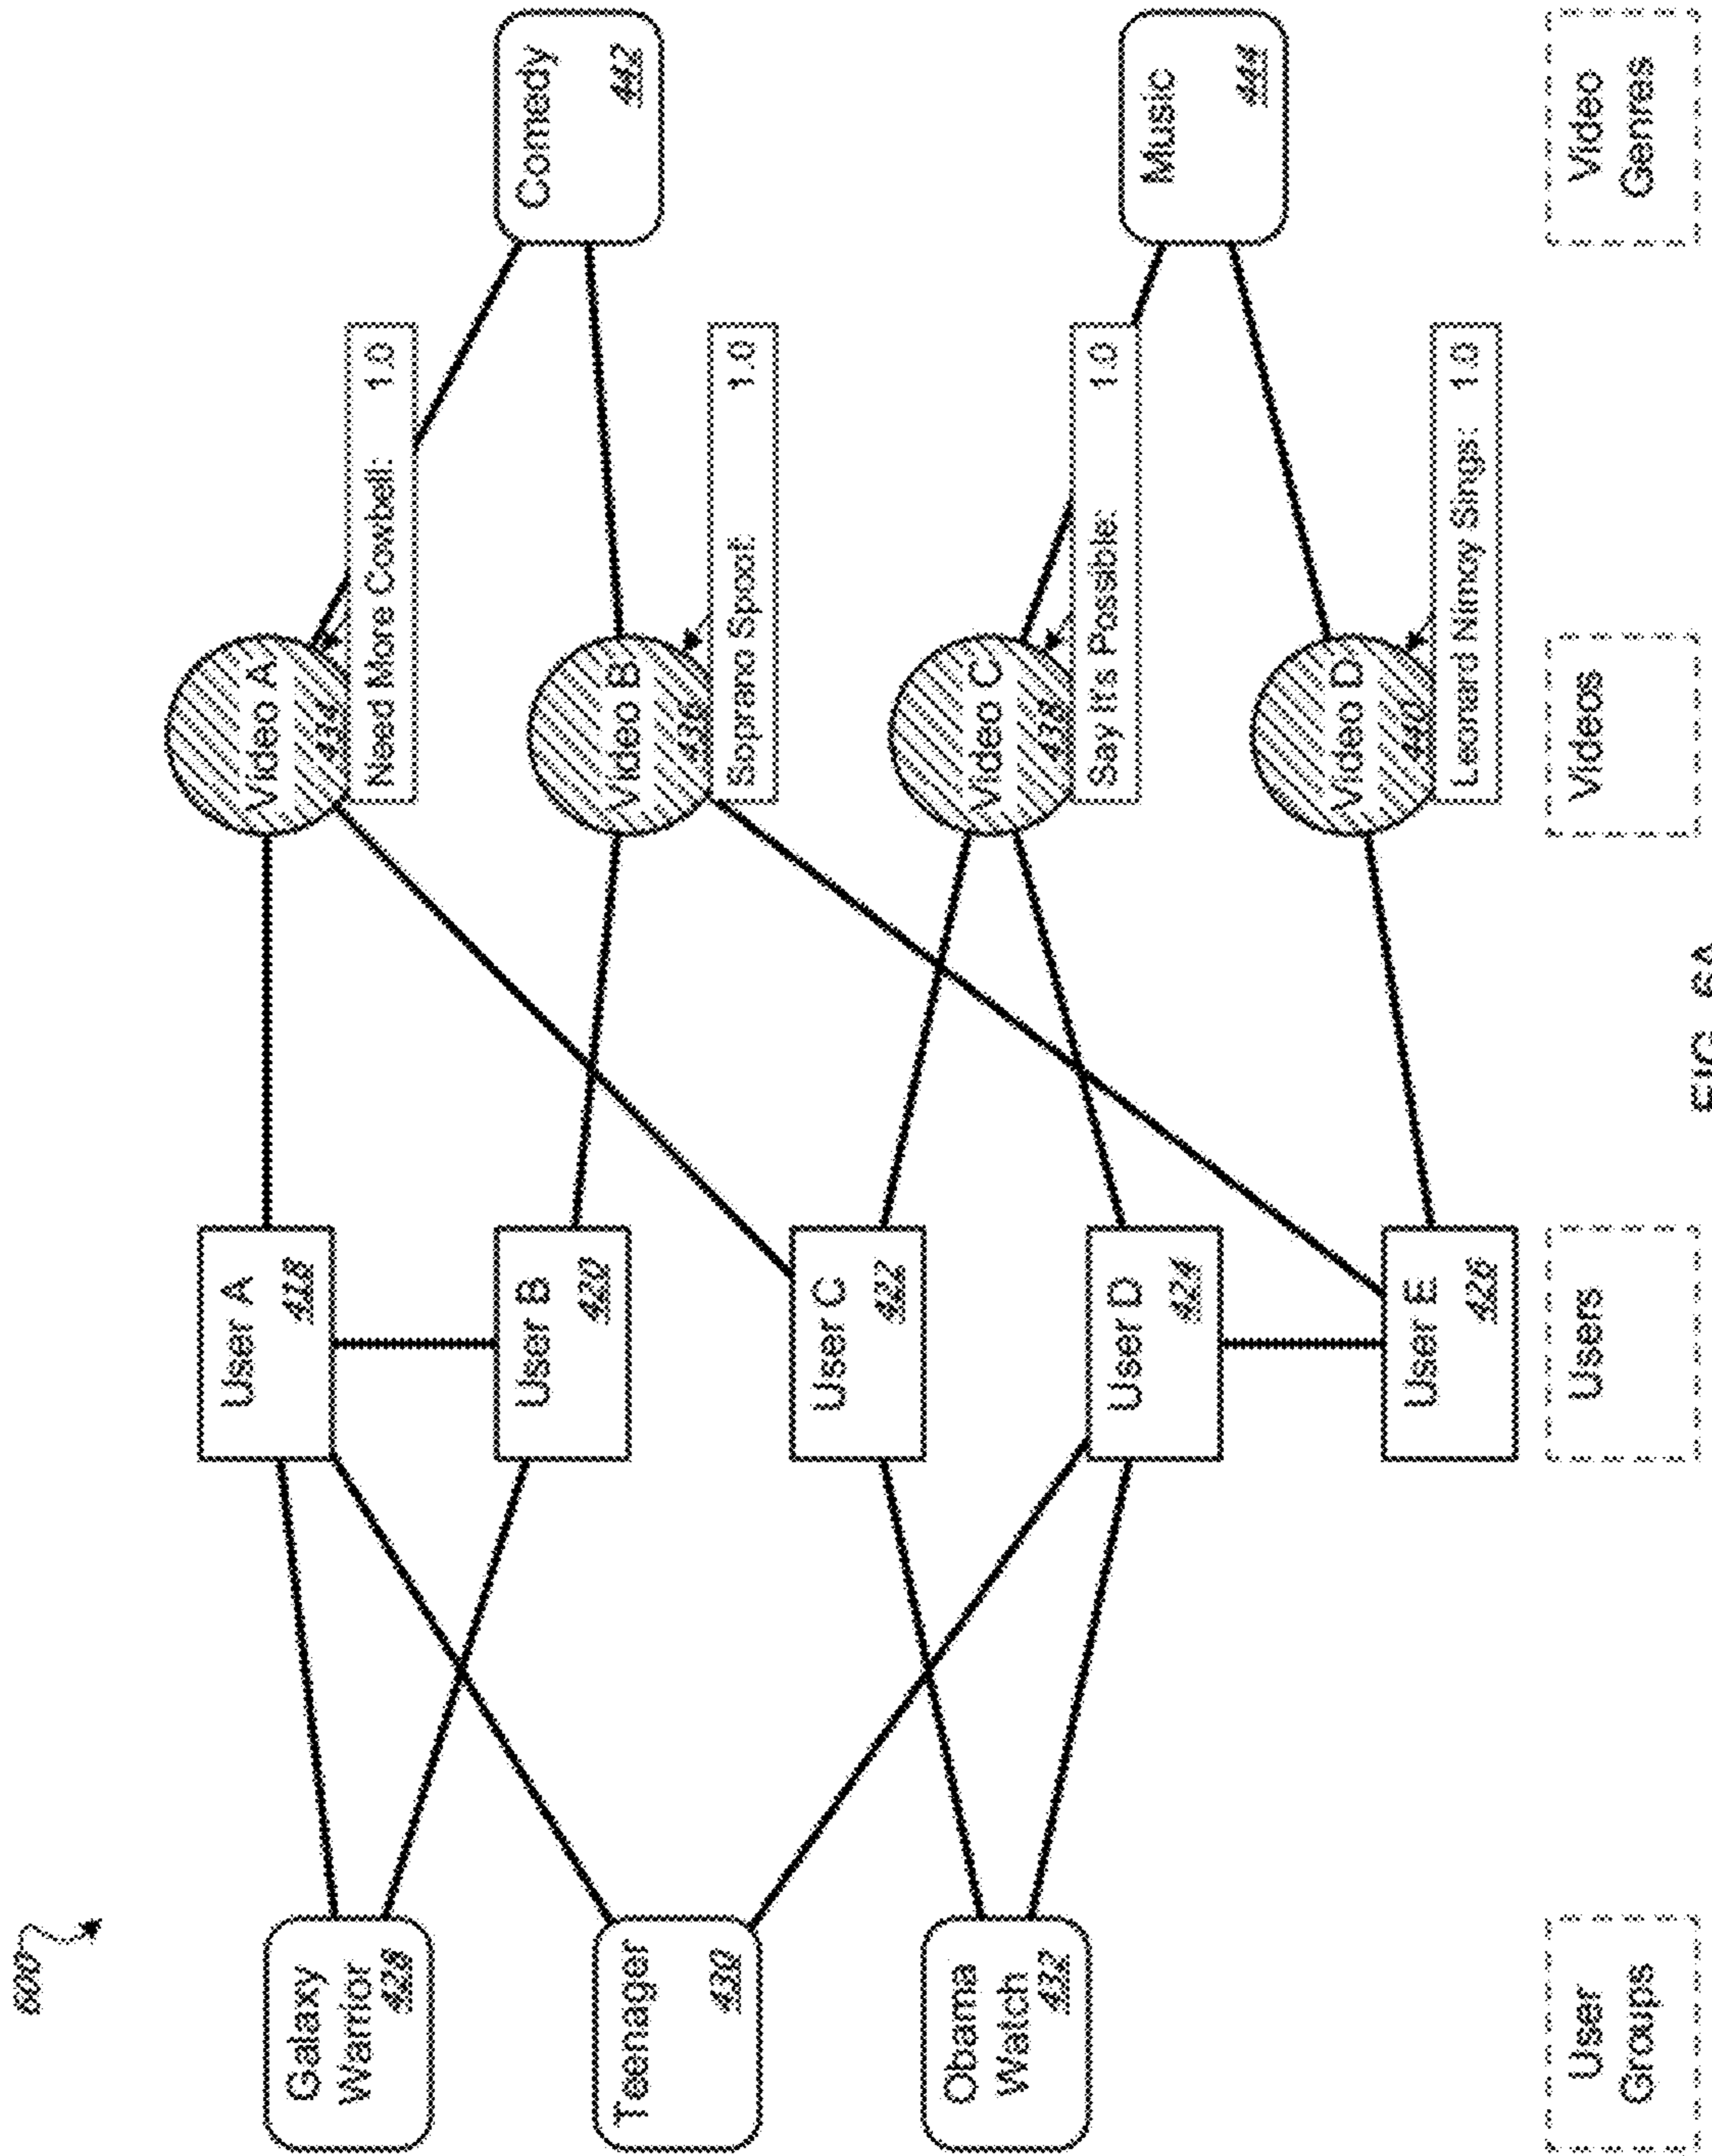 600
Galaxy
Warrior
428
Teenager
430
Obama
Watch
432
User
Groups
User A
418
User B
420
User C
422
User D
424
User E
426
Users
Video A
434
Need More Cowbell: 1.0
Video B
436
Soprano Spoof: 1.0
Video C
438
Say It's Possible: 1.0
Video D
440
Leonard Nimoy Sings: 1.0
Videos
Comedy
442
Music
444
Video
Genres